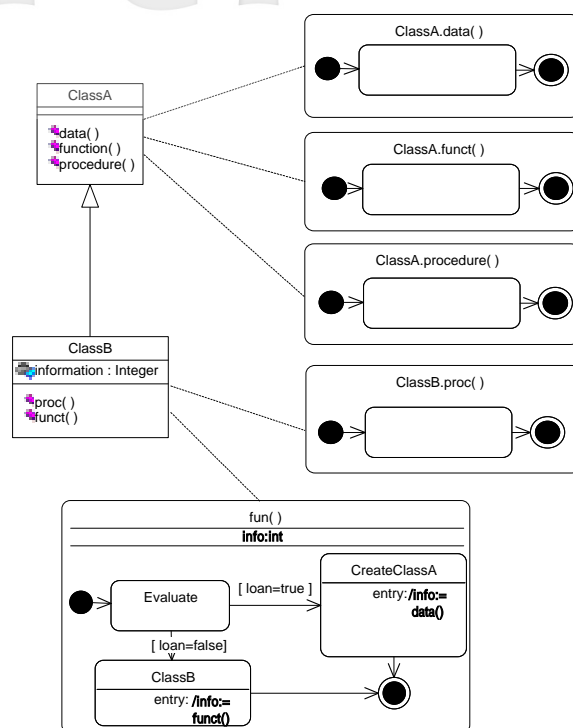 ClassA.data( )
ClassA
data( )
function( )
procedure( )
ClassA.funct( )
ClassA.procedure( )
ClassB
information : Integer
proc( )
funct( )
ClassB.proc( )
fun( )
info:int
Evaluate
[ loan=true ]
CreateClassA
entry:/info:=
data()
[ loan=false]
ClassB
entry: /info:=
funct()